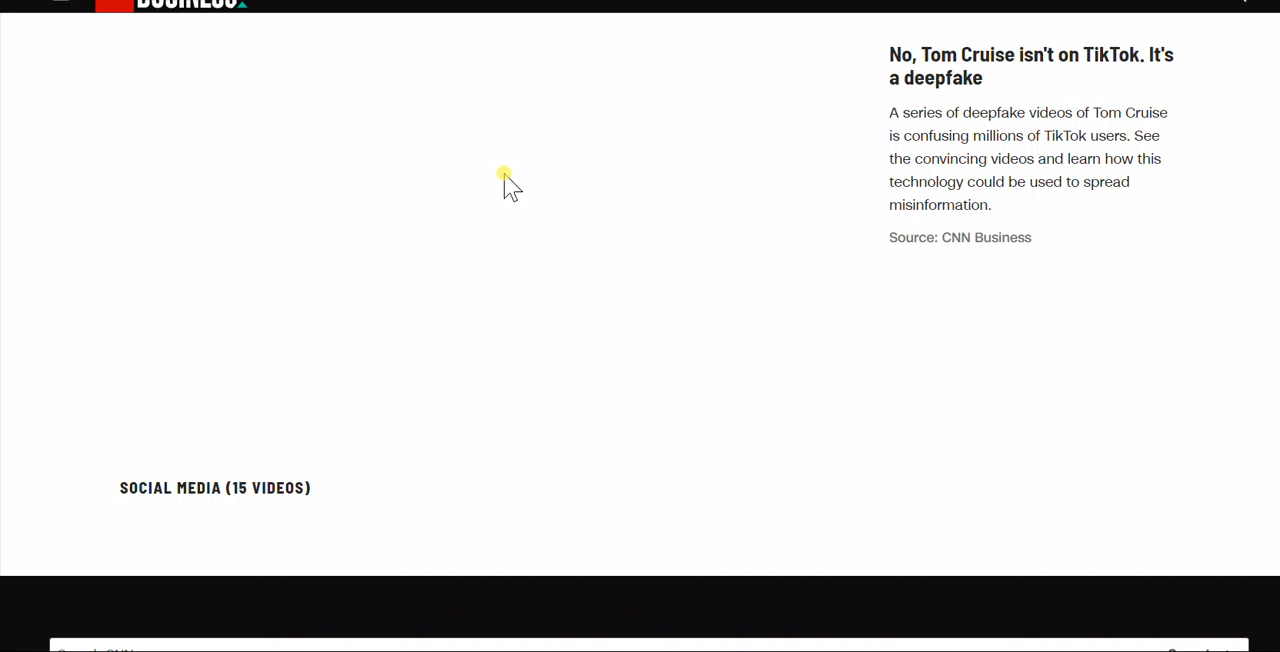 BUSINESS
No, Tom Cruise isn't on TikTok. It's
a deepfake
A series of deepfake videos of Tom Cruise
is confusing millions of TikTok users. See
the convincing videos and learn how this
technology could be used to spread
misinformation.
Source: CNN Business
SOCIAL MEDIA (15 VIDEOS)